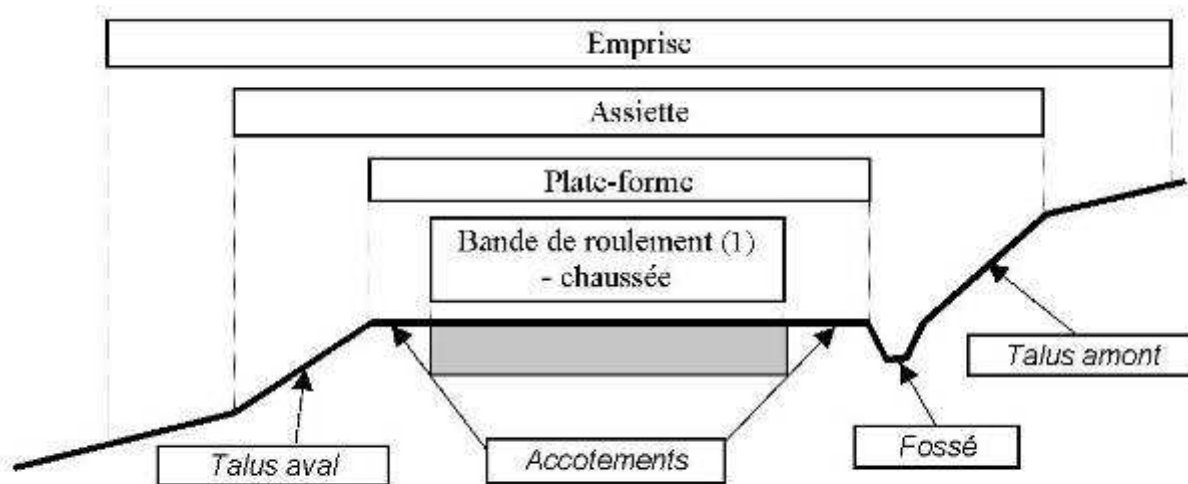 Emprise
Assiette
Plate-forme
Bande de roulement (1)
- chaussée
Talus amont
Talus aval
Accotements
Fossé